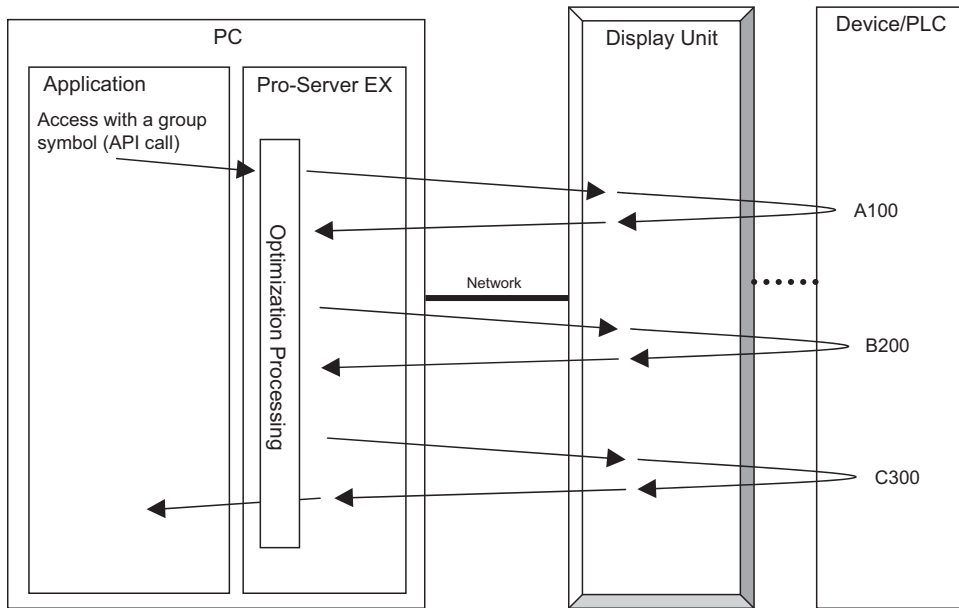 PC
Display Unit
Device/PLC
Application
Pro-Server EX
Access with a group
symbol (API call)
Optimization Processing
Network
A100
B200
C300